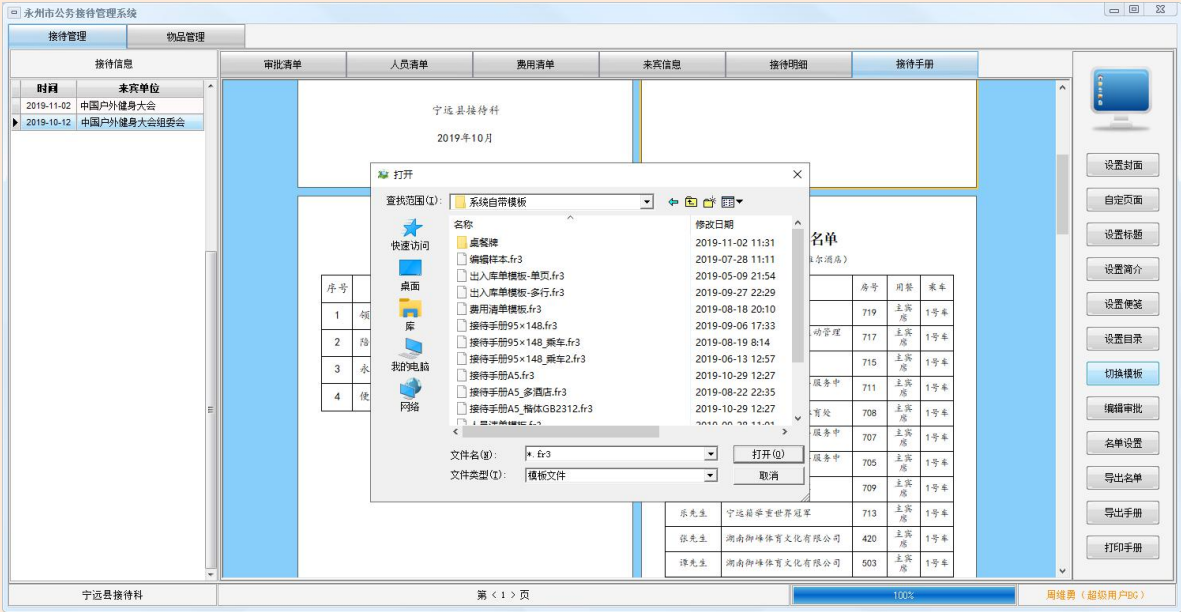 永州市公务接待管理系统
接待管理 物品管理
接待信息 审批清单 人员清单 费用清单 来宾信息 接待明细 接待手册
时间 来宾单位
2019-11-02 中国户外健身大会
2019-10-12 中国户外健身大会组委会
宁远县接待科
2019年10月
打开
查找范围(I): 系统自带模板
快速访问
桌面
库
我的电脑
网络
名称 修改日期
桌餐牌 2019-11-02 11:31
编辑样本.fr3 2019-07-28 11:11
出入库单模板-单页.fr3 2019-05-09 21:54
出入库单模板-多行.fr3 2019-09-27 22:29
费用清单模板.fr3 2019-08-18 20:10
接待手册95×148.fr3 2019-09-06 17:33
接待手册95×148_乘车.fr3 2019-08-19 8:14
接待手册95×148_乘车2.fr3 2019-06-13 12:57
接待手册A5.fr3 2019-10-29 12:27
接待手册A5_多酒店.fr3 2019-08-22 22:35
接待手册A5_楷体GB2312.fr3 2019-10-29 12:27
文件名(N): *.fr3 打开(O)
文件类型(T): 模板文件 取消
序号
1 领
2 陪
3 永
4 便
名单
尔酒店)
房号 用餐 乘车
719 主宾席 1号车
动管理 717 主宾席 1号车
715 主宾席 1号车
服务中 711 主宾席 1号车
育处 708 主宾席 1号车
服务中 707 主宾席 1号车
服务中 705 主宾席 1号车
709 主宾席 1号车
乐先生 宁远籍举重世界冠军 713 主宾席 1号车
张先生 湖南御峰体育文化有限公司 420 主宾席 1号车
谭先生 湖南御峰体育文化有限公司 503 主宾席 1号车
设置封面
自定页面
设置标题
设置简介
设置便笺
设置目录
切换模板
编辑审批
名单设置
导出名单
导出手册
打印手册
宁远县接待科 第〈1〉页 100% 周维勇(超级用户BG)